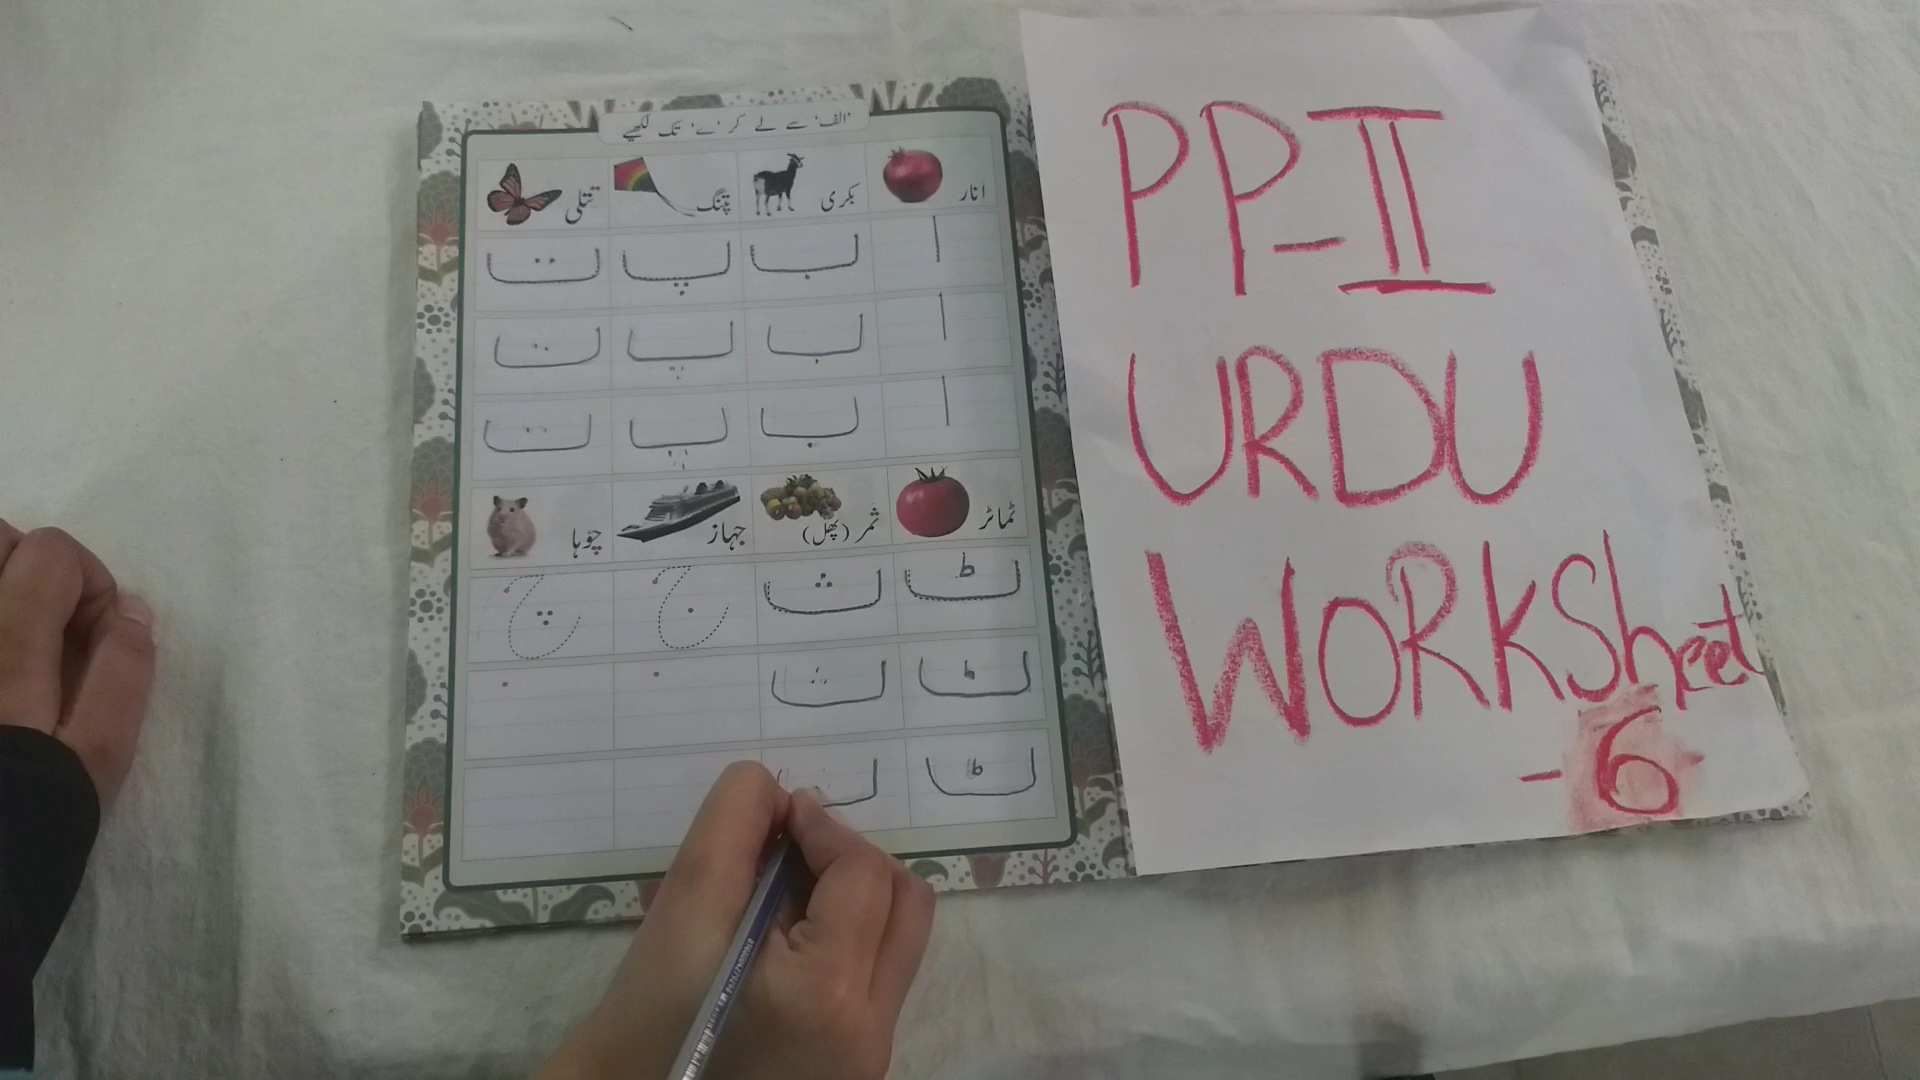 'الف' سے لے کر 'ے' تک لکھیے
انار بکری پتنگ تتلی
ا ب پ ت
ا ب پ ت
ا ب پ ت
ٹماٹر ثمر (پھل) جہاز چوہا
ٹ ث ج چ
ٹ ث
ٹ
PP-II
URDU
WORKSheet
-6-